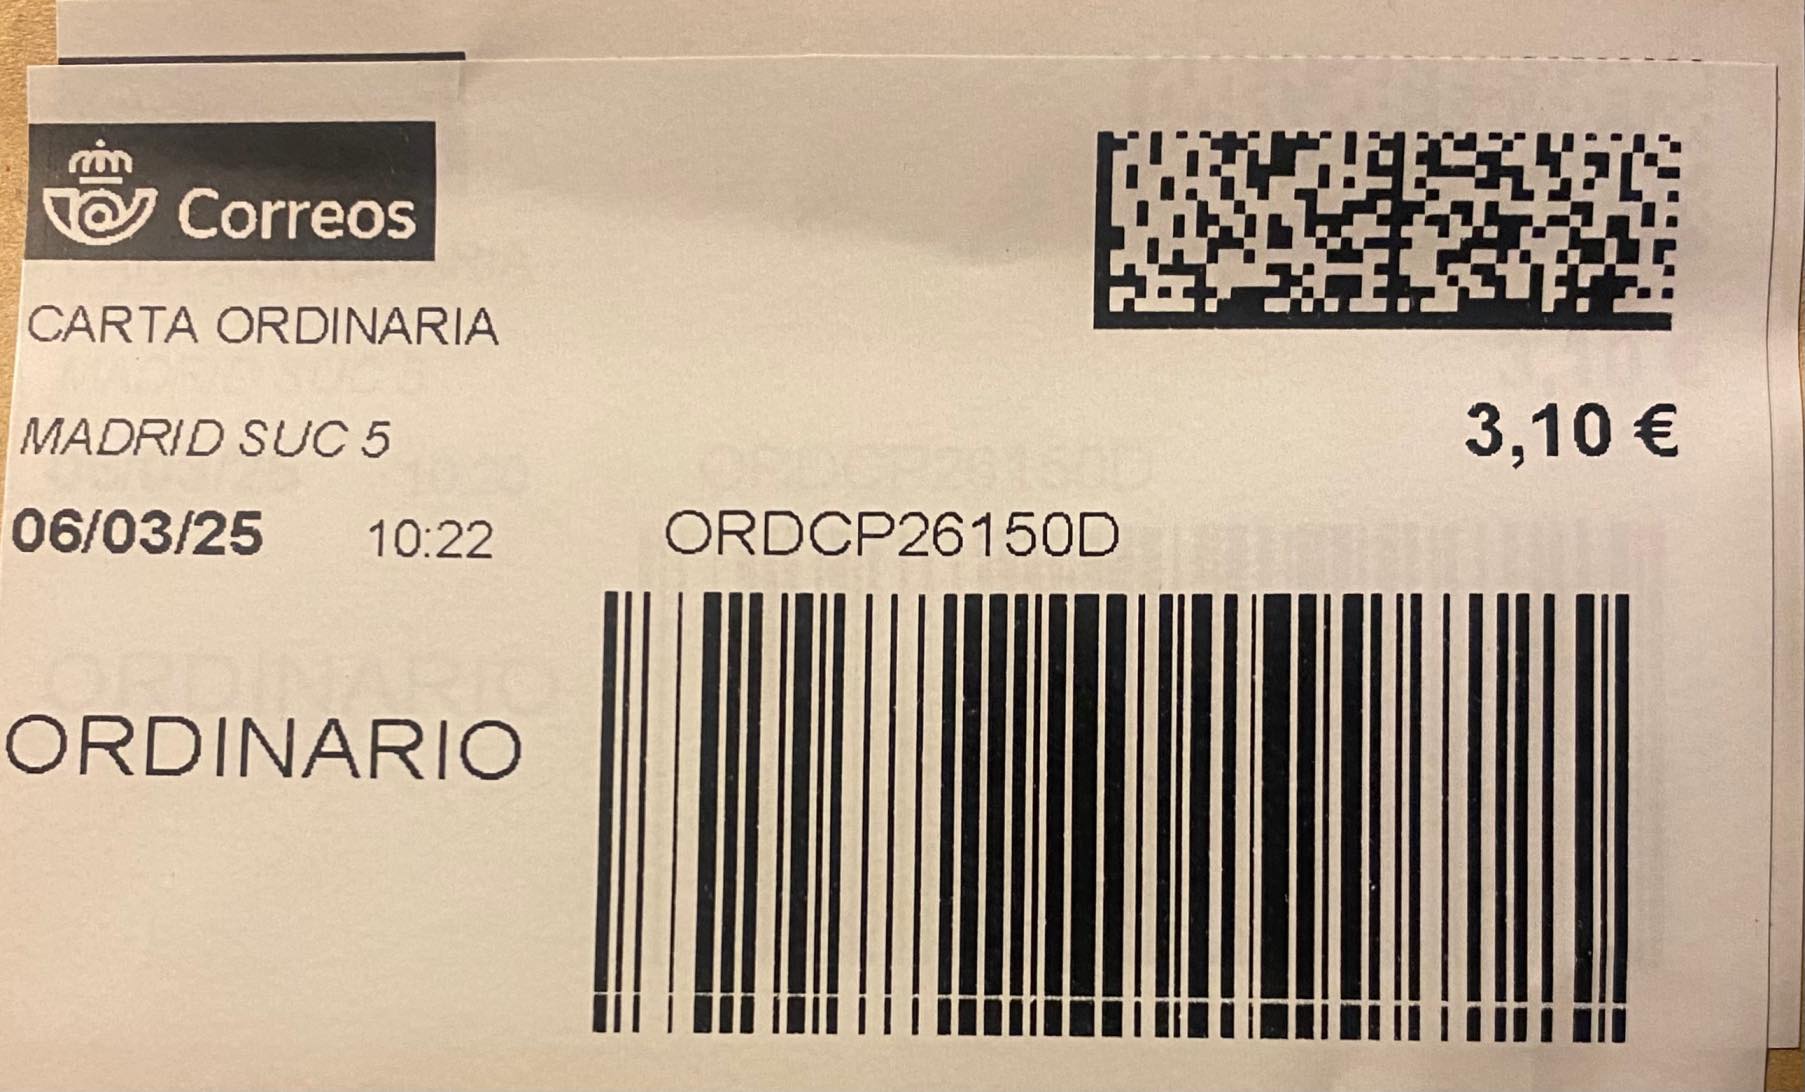 Correos
CARTA ORDINARIA
MADRID SUC 5
3,10 €
06/03/25 10:22 ORDCP26150D
ORDINARIO